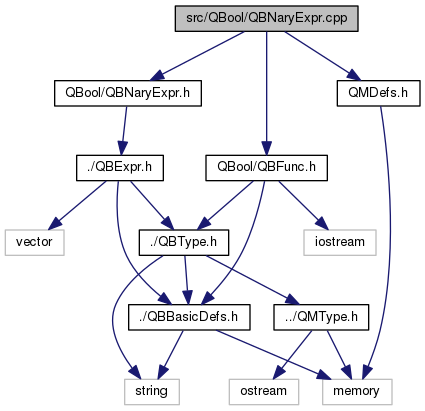 src/QBool/QBNaryExpr.cpp
QBool/QBNaryExpr.h
QMDefs.h
./QBExpr.h
QBool/QBFunc.h
vector
./QBType.h
iostream
./QBBasicDefs.h
../QMType.h
string
ostream
memory